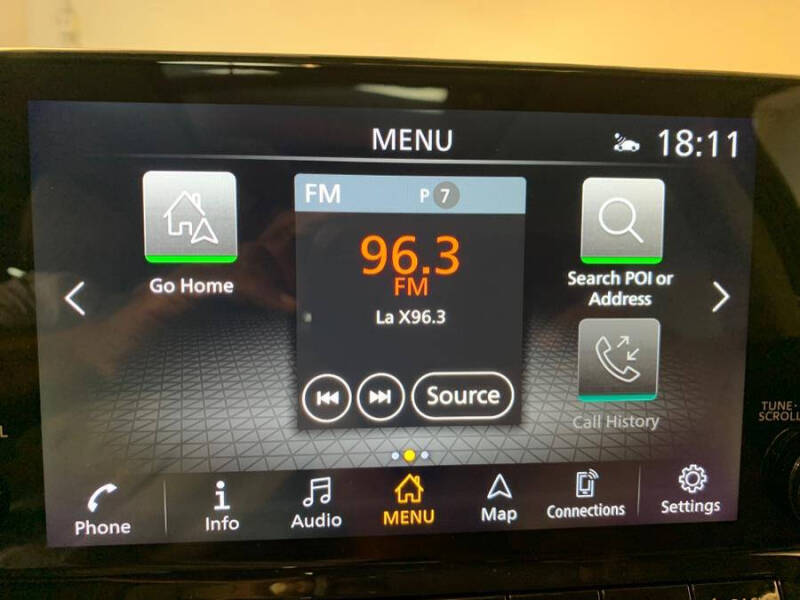 MENU
18:11
FM
P 7
96.3
FM
La X96.3
Source
Go Home
Search POI or
Address
Call History
Phone
Info
Audio
MENU
Map
Connections
Settings
TUNE·
SCROLL